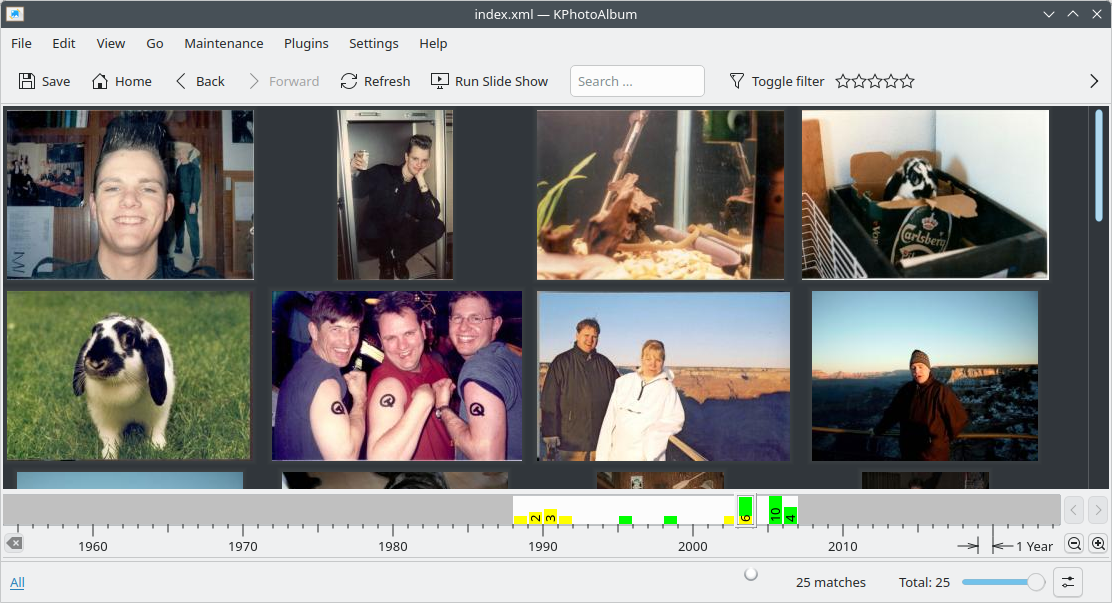 index.xml — KPhotoAlbum
File Edit View Go Maintenance Plugins Settings Help
Save Home Back Forward Refresh Run Slide Show Search ... Toggle filter
Carlsberg
2 3 6 10 4
1960 1970 1980 1990 2000 2010 1 Year
All 25 matches Total: 25